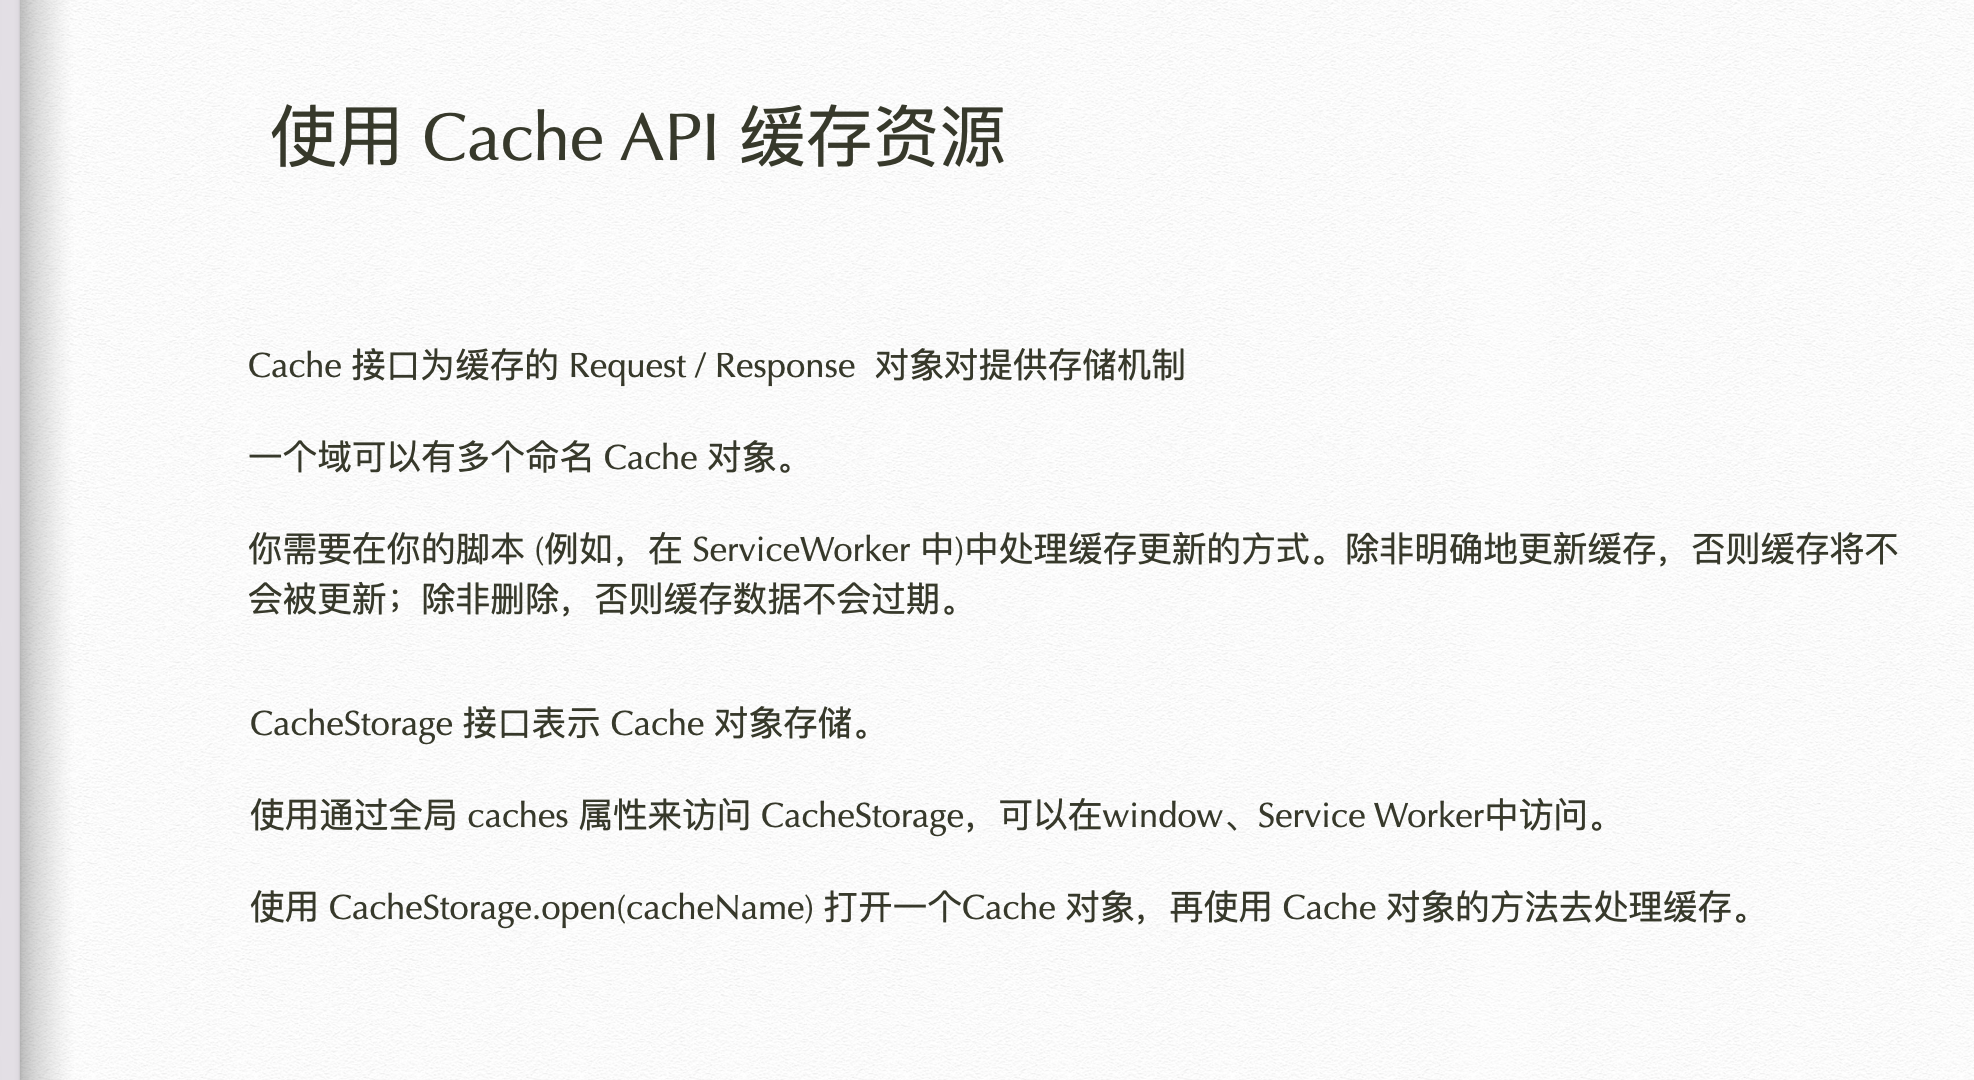 使用 Cache API 缓存资源
Cache 接口为缓存的 Request / Response  对象对提供存储机制
一个域可以有多个命名 Cache 对象。
你需要在你的脚本 (例如，在 ServiceWorker 中)中处理缓存更新的方式。除非明确地更新缓存，否则缓存将不
会被更新；除非删除，否则缓存数据不会过期。
CacheStorage 接口表示 Cache 对象存储。
使用通过全局 caches 属性来访问 CacheStorage，可以在window、Service Worker中访问。
使用 CacheStorage.open(cacheName) 打开一个Cache 对象，再使用 Cache 对象的方法去处理缓存。